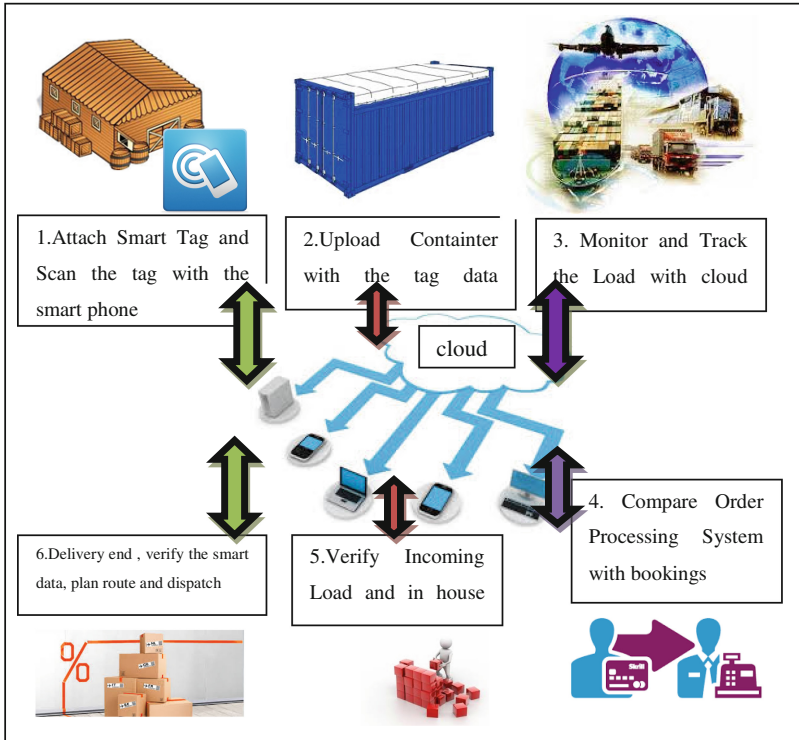 1.Attach Smart Tag and
Scan the tag with the
smart phone
2.Upload Containter
with the tag data
3. Monitor and Track
the Load with cloud
cloud
4. Compare Order
Processing System
with bookings
5.Verify Incoming
Load and in house
6.Delivery end , verify the smart
data, plan route and dispatch
%
Skrill